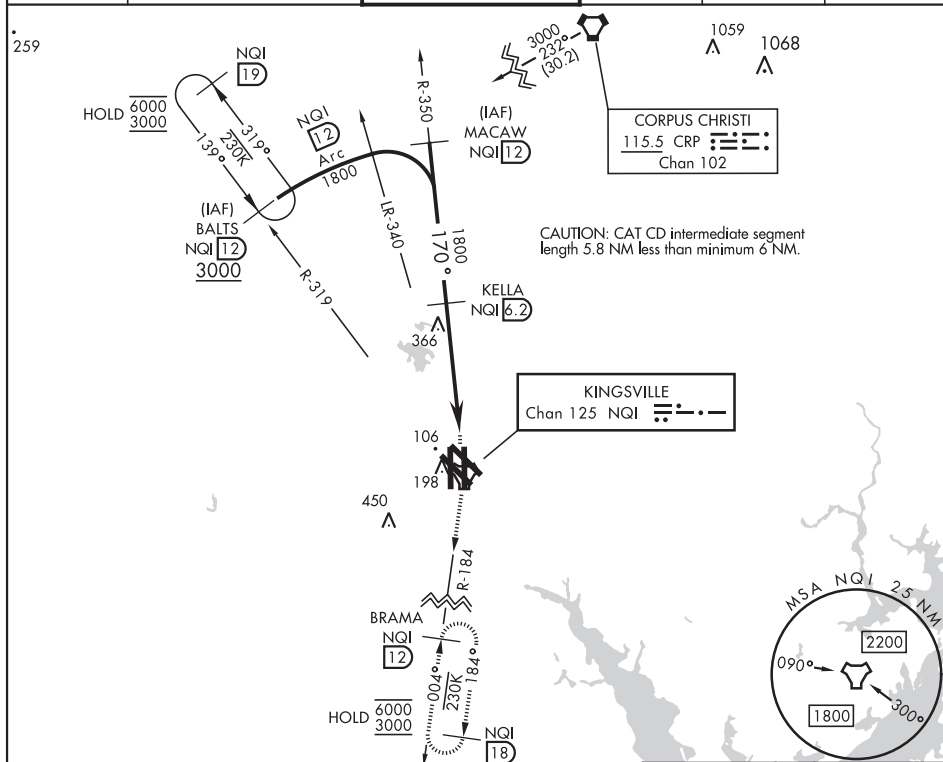 259
NQI
19
HOLD 6000
3000
319°
230K
139°
NQI
12
Arc
1800
(IAF)
BALTS
NQI 12
3000
R-319
LR-340
R-350
(IAF)
MACAW
NQI 12
3000
232°
(30.2)
1059
1068
CORPUS CHRISTI
115.5 CRP
Chan 102
CAUTION: CAT CD intermediate segment
length 5.8 NM less than minimum 6 NM.
1800
170°
KELLA
NQI 6.2
366
KINGSVILLE
Chan 125 NQI
106
198
450
R-184
BRAMA
NQI
12
004°
230K
184°
HOLD 6000
3000
NQI
18
MSA NQI 25 NM
2200
090°
300°
1800